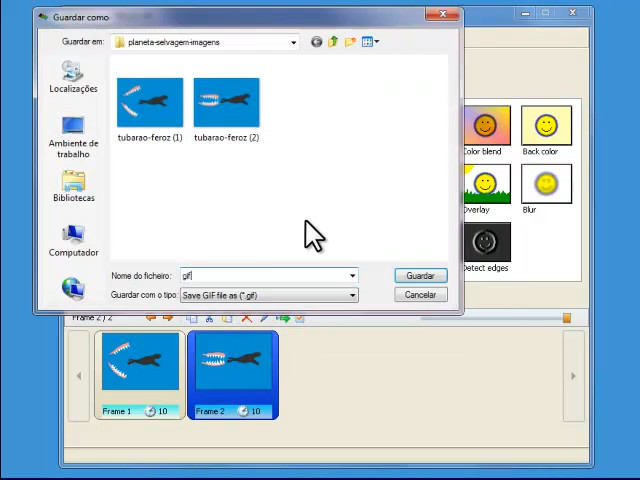 Guardar como
Guardar em:
planeta-selvagem-imagens
Localizações
Ambiente de
trabalho
Bibliotecas
Computador
tubarao-feroz (1)
tubarao-feroz (2)
Nome do ficheiro:
gif
Guardar
Guardar com o tipo:
Save GIF file as (*.gif)
Cancelar
Color blend
Back color
Overlay
Blur
Detect edges
Frame 2 / 2
Frame 1
10
Frame 2
10